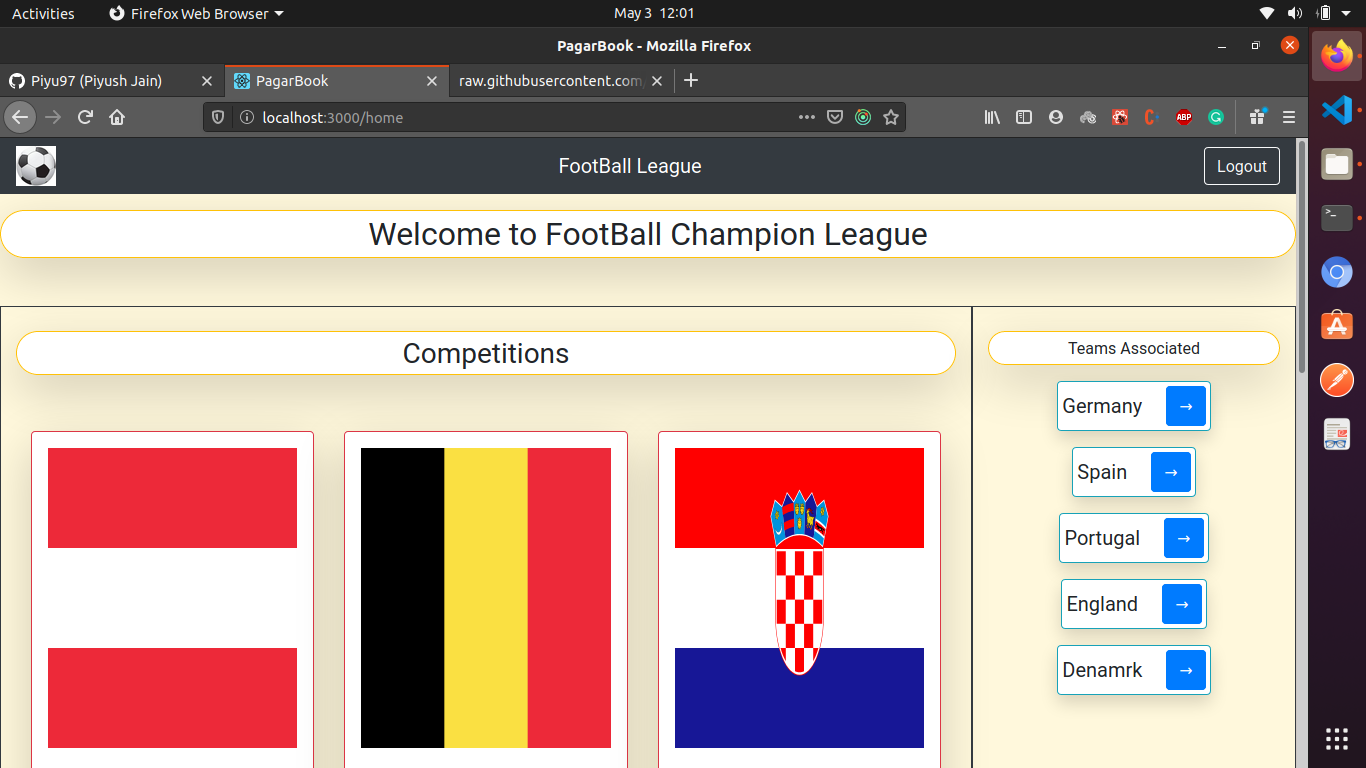 Activities
Firefox Web Browser
May 3 12:01
PagarBook - Mozilla Firefox
Piyu97 (Piyush Jain)
PagarBook
raw.githubusercontent.com
localhost:3000/home
ABP
FootBall League
Logout
Welcome to FootBall Champion League
Competitions
Teams Associated
Germany →
Spain →
Portugal →
England →
Denamrk →